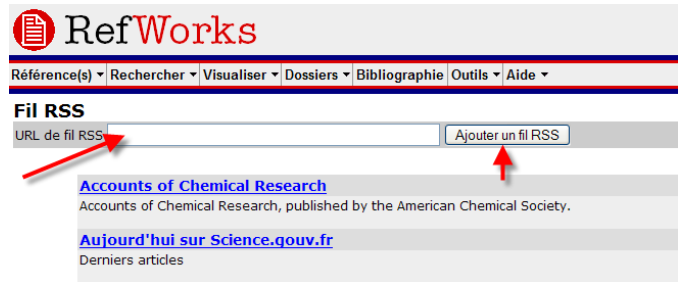 RefWorks
Référence(s) Rechercher Visualiser Dossiers Bibliographie Outils Aide
Fil RSS
URL de fil RSS Ajouter un fil RSS
Accounts of Chemical Research
Accounts of Chemical Research, published by the American Chemical Society.
Aujourd'hui sur Science.gouv.fr
Derniers articles